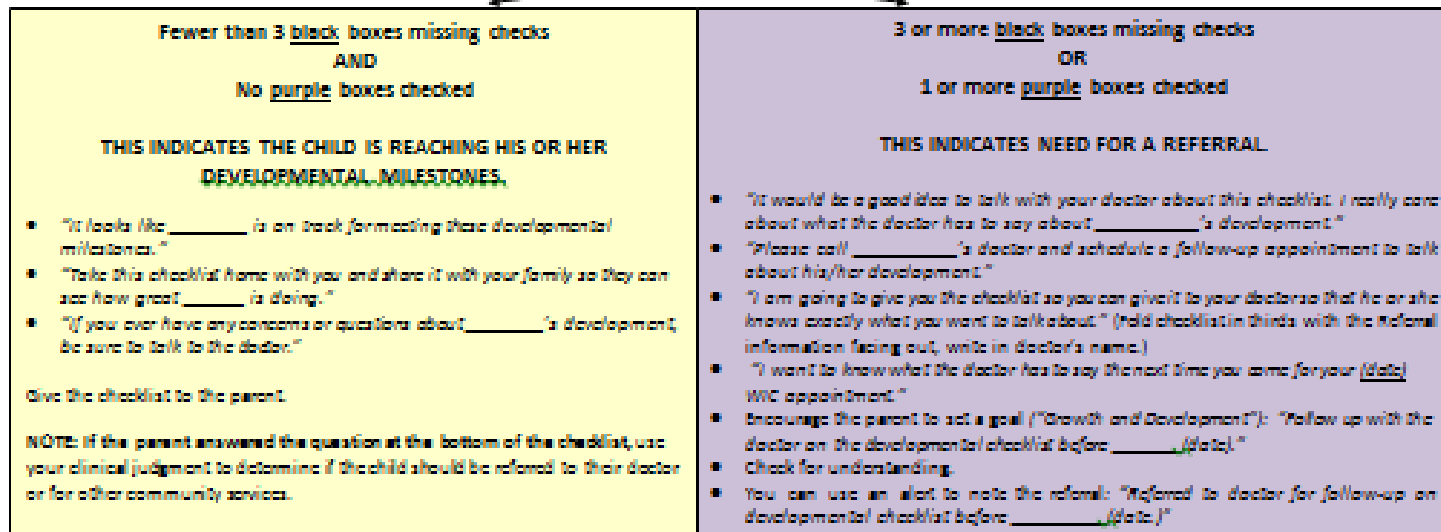 Fewer than 3 black boxes missing checks
AND
No purple boxes checked
THIS INDICATES THE CHILD IS REACHING HIS OR HER
DEVELOPMENTAL MILESTONES.
• "It looks like ______ is on track for meeting these developmental
milestones."
• "Take this checklist home with you and share it with your family so they can
see how great _____ is doing."
• "If you ever have any concerns or questions about ______'s development,
be sure to talk to the doctor."
Give the checklist to the parent.
NOTE: If the parent answered the question at the bottom of the checklist, use
your clinical judgment to determine if the child should be referred to their doctor
or for other community services.
3 or more black boxes missing checks
OR
1 or more purple boxes checked
THIS INDICATES NEED FOR A REFERRAL.
• "It would be a good idea to talk with your doctor about this checklist. I really care
about what the doctor has to say about ________'s development."
• "Please call ________'s doctor and schedule a follow-up appointment to talk
about his/her development."
• "I am going to give you the checklist so you can give it to your doctor so that he or she
knows exactly what you want to talk about." (Fold checklist in thirds with the Referral
information facing out, write in doctor's name.)
• "I want to know what the doctor has to say the next time you come for your (date)
WIC appointment."
• Encourage the parent to set a goal ("Growth and Development"): "Follow up with the
doctor on the developmental checklist before _____, (date)."
• Check for understanding.
• You can use an alert to note the referral: "Referred to doctor for follow-up on
developmental checklist before _______, (date.)"